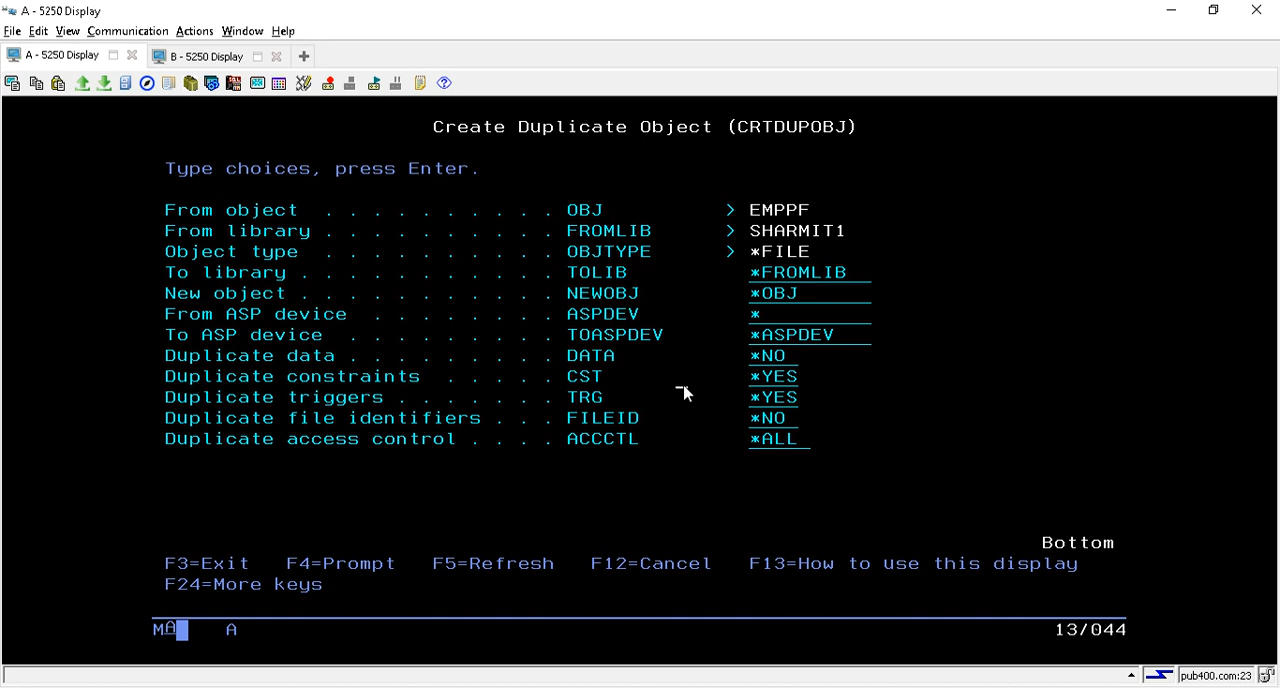 A - 5250 Display
File Edit View Communication Actions Window Help
A - 5250 Display B - 5250 Display
Create Duplicate Object (CRTDUPOBJ)
Type choices, press Enter.
From object . . . . . . . . . . OBJ > EMPPF
From library . . . . . . . . . . FROMLIB > SHARMIT1
Object type . . . . . . . . . . OBJTYPE > *FILE
To library . . . . . . . . . . . TOLIB *FROMLIB
New object . . . . . . . . . . . NEWOBJ *OBJ
From ASP device . . . . . . . . ASPDEV *
To ASP device . . . . . . . . . TOASPDEV *ASPDEV
Duplicate data . . . . . . . . . DATA *NO
Duplicate constraints . . . . . CST *YES
Duplicate triggers . . . . . . . TRG *YES
Duplicate file identifiers . . . FILEID *NO
Duplicate access control . . . . ACCCTL *ALL
Bottom
F3=Exit F4=Prompt F5=Refresh F12=Cancel F13=How to use this display
F24=More keys
MA A 13/044
pub400.com:23